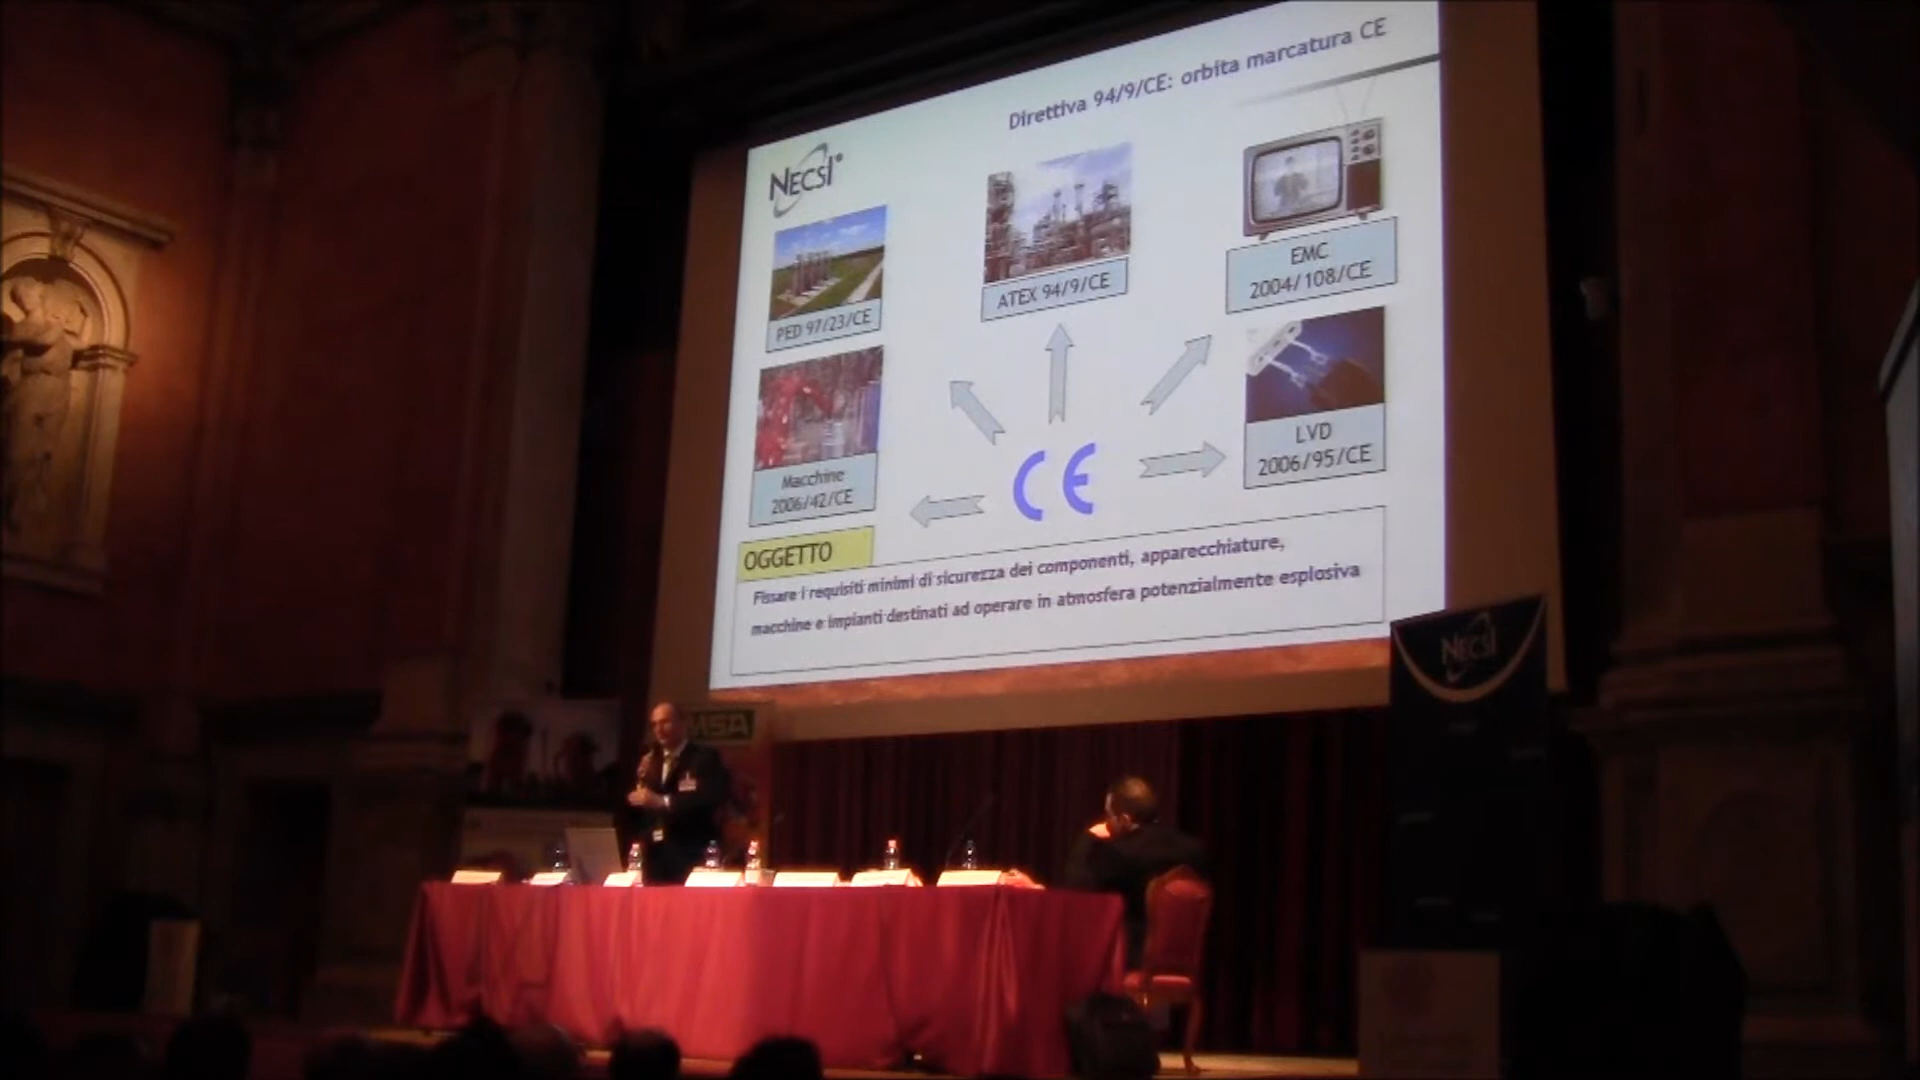 Direttiva 94/9/CE: orbita marcatura CE
NECSI
PED 97/23/CE
ATEX 94/9/CE
EMC
2004/108/CE
Macchine
2006/42/CE
LVD
2006/95/CE
CE
OGGETTO
Fissare i requisiti minimi di sicurezza dei componenti, apparecchiature,
macchine e impianti destinati ad operare in atmosfera potenzialmente esplosiva
NECSI
MSA